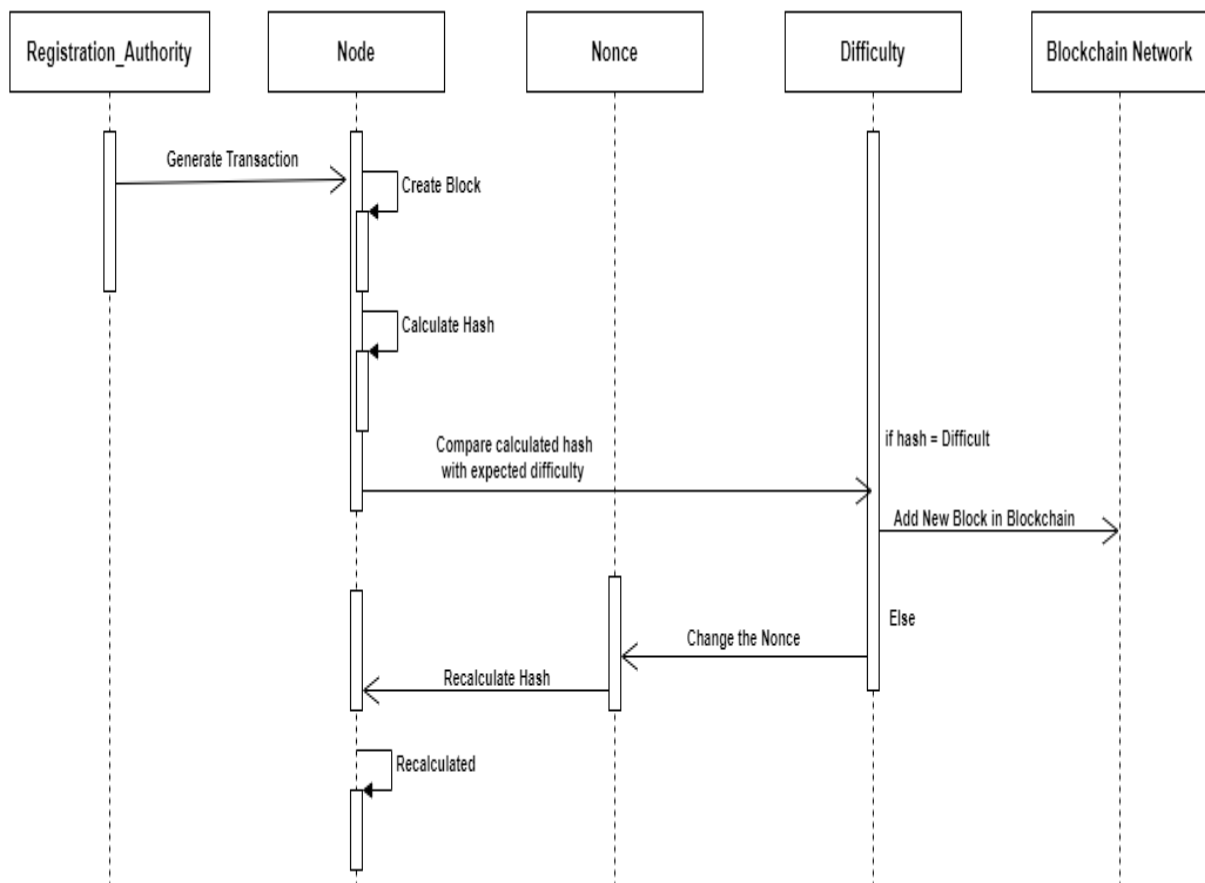 Registration_Authority
Node
Nonce
Difficulty
Blockchain Network
Generate Transaction
Create Block
Calculate Hash
Compare calculated hash
with expected difficulty
if hash = Difficult
Add New Block in Blockchain
Else
Change the Nonce
Recalculate Hash
Recalculated